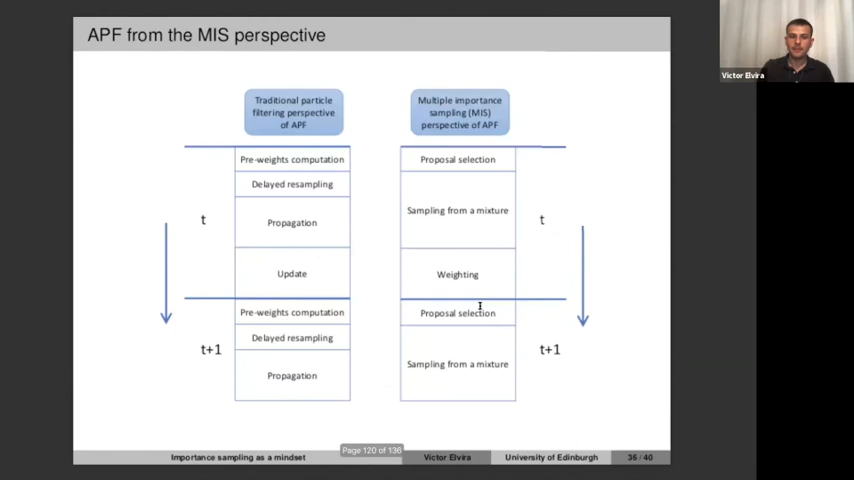 APF from the MIS perspective
Traditional particle
filtering perspective
of APF
Multiple importance
sampling (MIS)
perspective of APF
Pre-weights computation
Delayed resampling
Propagation
Update
Pre-weights computation
Delayed resampling
Propagation
Proposal selection
Sampling from a mixture
Weighting
Proposal selection
Sampling from a mixture
t
t+1
t
t+1
Page 120 of 136
Importance sampling as a mindset
Victor Elvira
University of Edinburgh
35 / 40
Victor Elvira